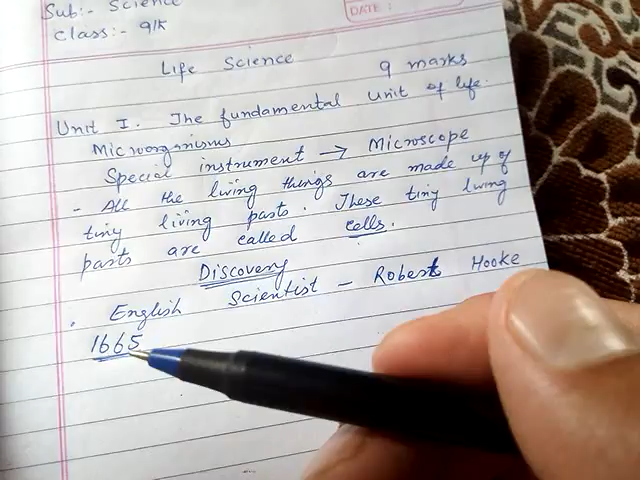 Sub:- Science
Class:- 9th
DATE:
Life Science 9 marks
Unit I. The fundamental unit of life.
Microorganisms
Special instrument → Microscope
- All the living things are made up of
tiny living parts. These tiny living
parts are called cells.
Discovery
. English Scientist - Robert Hooke
1665